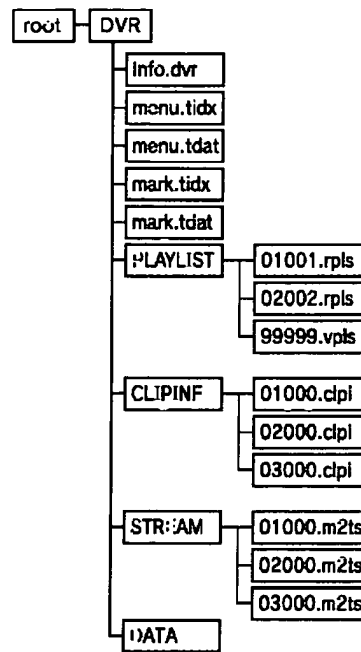 root DVR
info.dvr
menu.tidx
menu.tdat
mark.tidx
mark.tdat
PLAYLIST 01001.rpls
02002.rpls
99999.vpls
CLIPINF 01000.clpi
02000.clpi
03000.clpi
STREAM 01000.m2ts
02000.m2ts
03000.m2ts
DATA